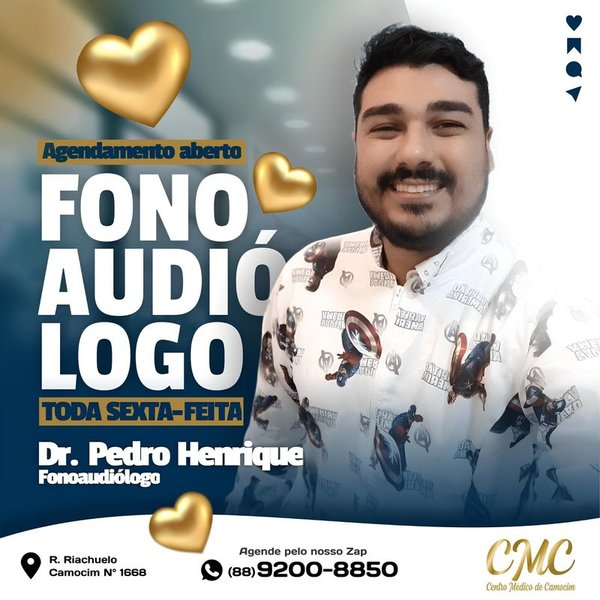 Agendamento aberto
FONO
AUDIÓ
LOGO
TODA SEXTA-FEITA
Dr. Pedro Henrique
Fonoaudiólogo
R. Riachuelo
Camocim N° 1668
Agende pelo nosso Zap
(88) 9200-8850
CMC
Centro Médico de Camocim